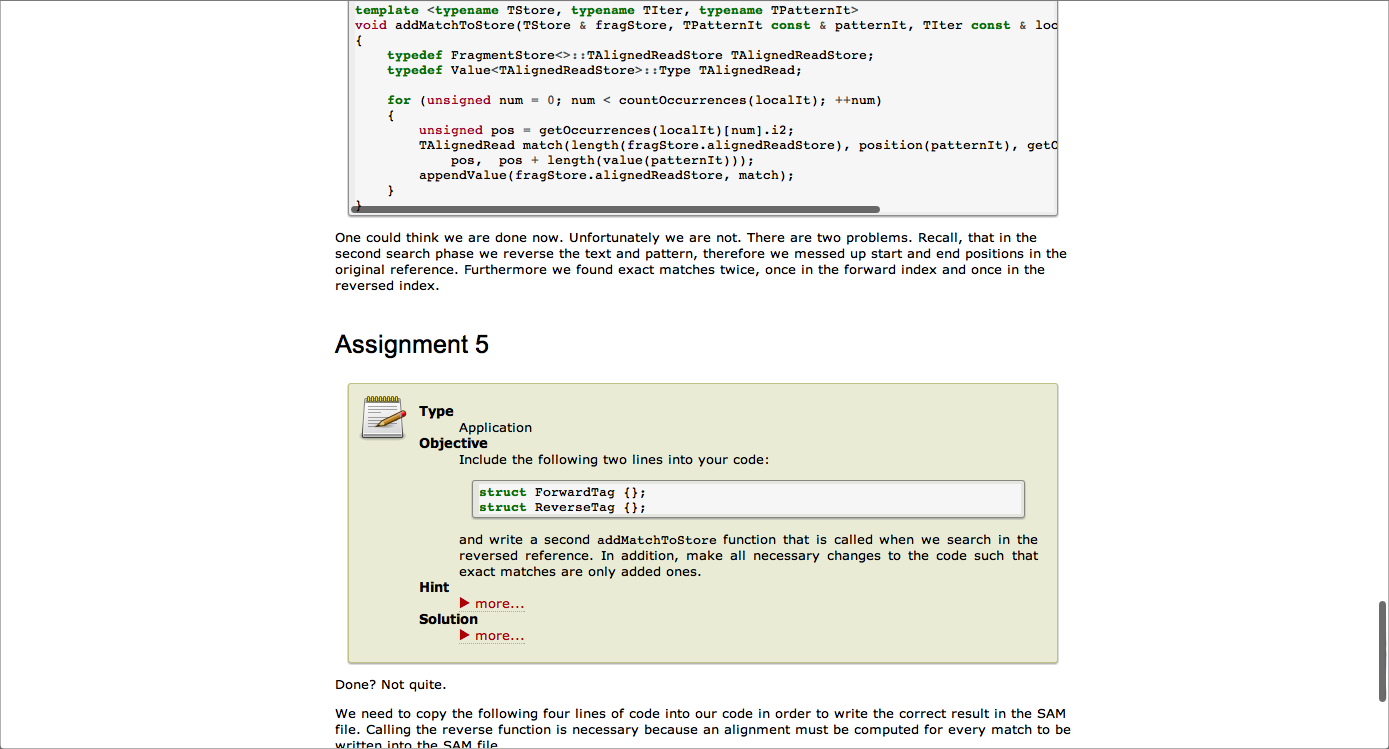 template <typename TStore, typename TIter, typename TPatternIt>
void addMatchToStore(TStore & fragStore, TPatternIt const & patternIt, TIter const & loc
{
    typedef FragmentStore<>::TAlignedReadStore TAlignedReadStore;
    typedef Value<TAlignedReadStore>::Type TAlignedRead;

    for (unsigned num = 0; num < countOccurrences(localIt); ++num)
    {
        unsigned pos = getOccurrences(localIt)[num].i2;
        TAlignedRead match(length(fragStore.alignedReadStore), position(patternIt), getO
            pos,  pos + length(value(patternIt)));
        appendValue(fragStore.alignedReadStore, match);
    }
}
One could think we are done now. Unfortunately we are not. There are two problems. Recall, that in the
second search phase we reverse the text and pattern, therefore we messed up start and end positions in the
original reference. Furthermore we found exact matches twice, once in the forward index and once in the
reversed index.
Assignment 5
Type
Application
Objective
Include the following two lines into your code:
struct ForwardTag {};
struct ReverseTag {};
and write a second addMatchToStore function that is called when we search in the
reversed reference. In addition, make all necessary changes to the code such that
exact matches are only added ones.
Hint
more...
Solution
more...
Done? Not quite.
We need to copy the following four lines of code into our code in order to write the correct result in the SAM
file. Calling the reverse function is necessary because an alignment must be computed for every match to be
written into the SAM file.